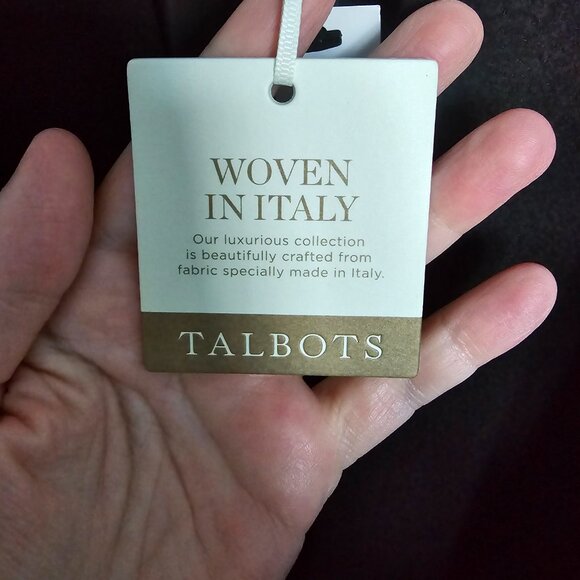 WOVEN
IN ITALY
Our luxurious collection
is beautifully crafted from
fabric specially made in Italy.
TALBOTS